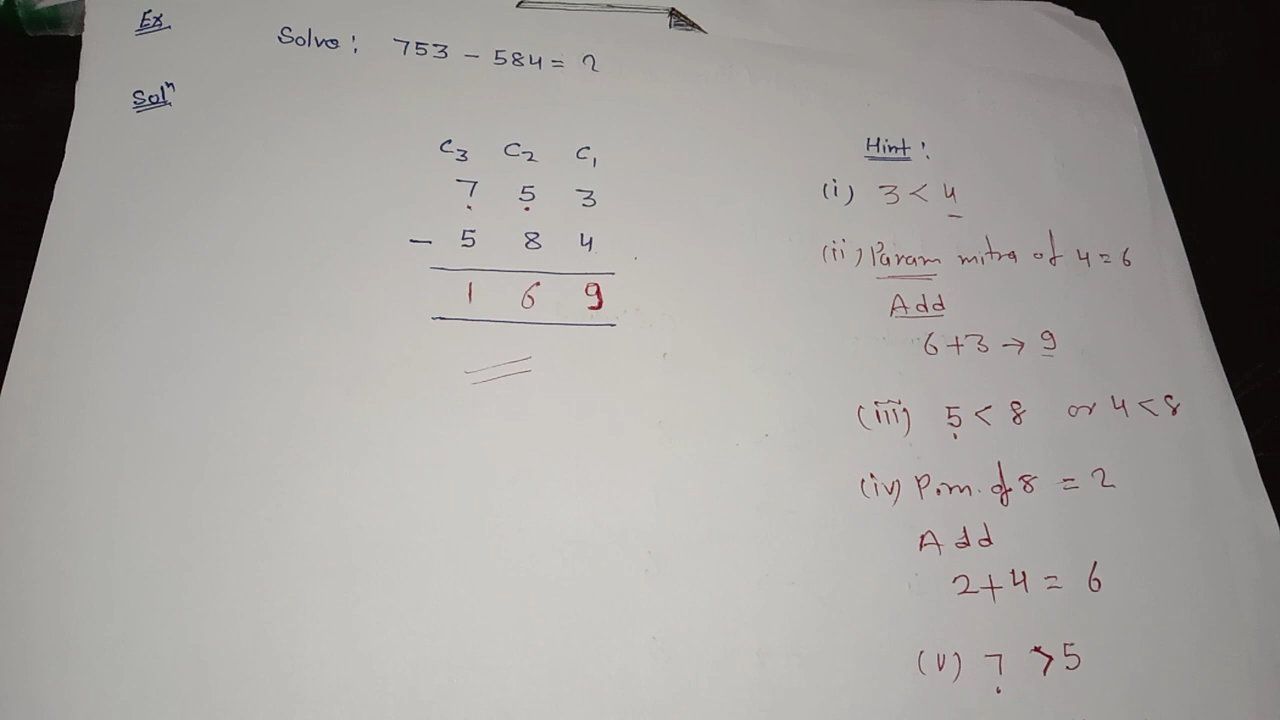 Ex
Solve: 753 - 584 = ?
Solⁿ
C₃ C₂ C₁
7̣ 5̣ 3
- 5 8 4
1 6 9
Hint:
(i) 3 < 4
(ii) Param mitra of 4 = 6
Add
6+3 → 9
(iii) 5̣ < 8 or 4 < 8
(iv) P.m. of 8 = 2
Add
2+4 = 6
(v) 7̣ > 5